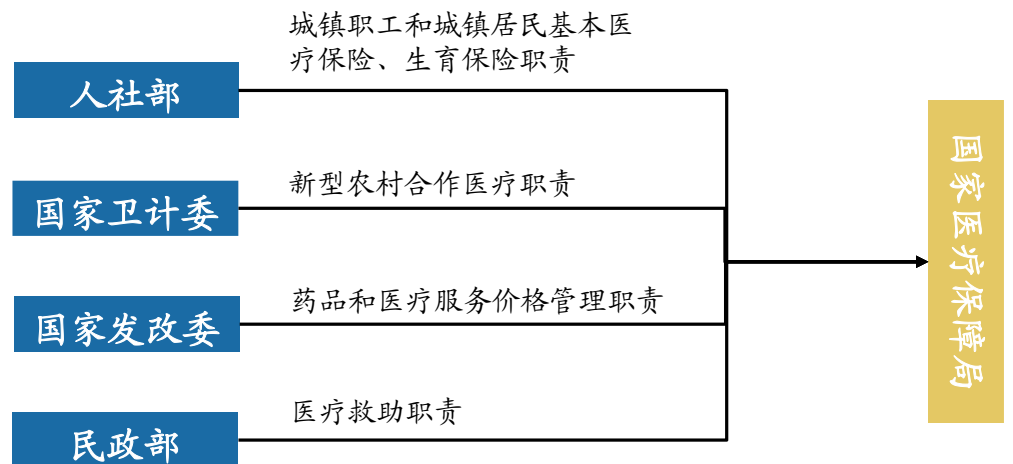 城镇职工和城镇居民基本医
疗保险、生育保险职责
人社部
新型农村合作医疗职责
国家卫计委
药品和医疗服务价格管理职责
国家发改委
医疗救助职责
民政部
国家医疗保障局